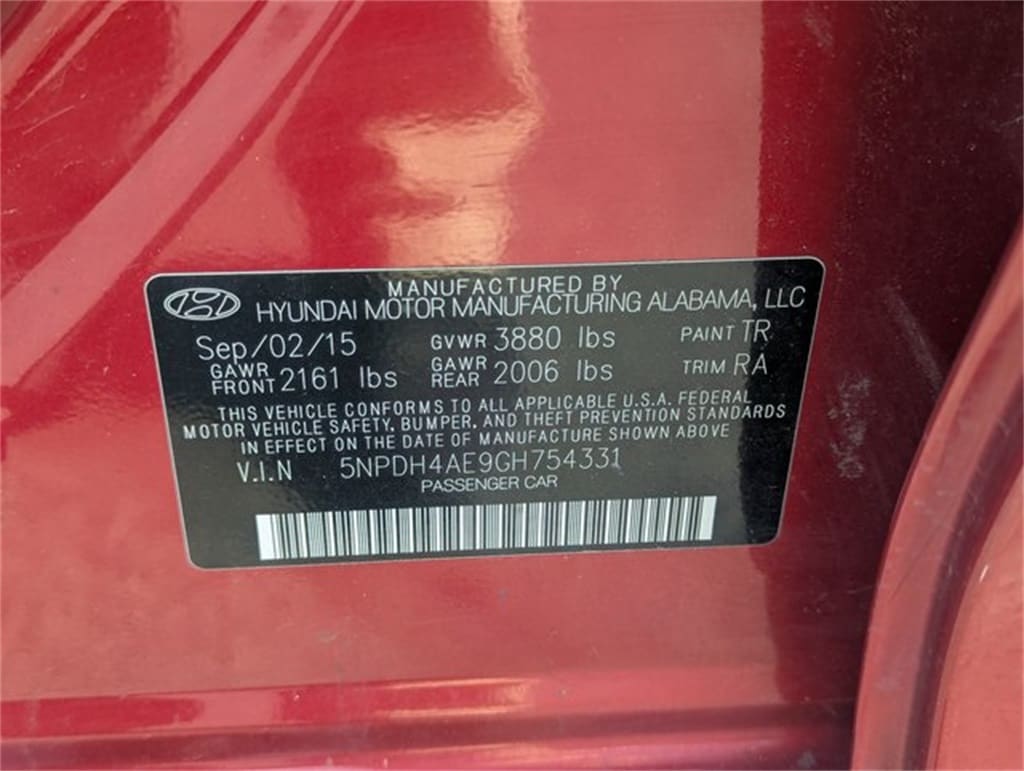 MANUFACTURED BY
HYUNDAI MOTOR MANUFACTURING ALABAMA, LLC
Sep/02/15 GVWR 3880 lbs PAINT TR
GAWR FRONT 2161 lbs GAWR REAR 2006 lbs TRIM RA
THIS VEHICLE CONFORMS TO ALL APPLICABLE U.S.A. FEDERAL
MOTOR VEHICLE SAFETY, BUMPER, AND THEFT PREVENTION STANDARDS
IN EFFECT ON THE DATE OF MANUFACTURE SHOWN ABOVE
V.I.N 5NPDH4AE9GH754331
PASSENGER CAR